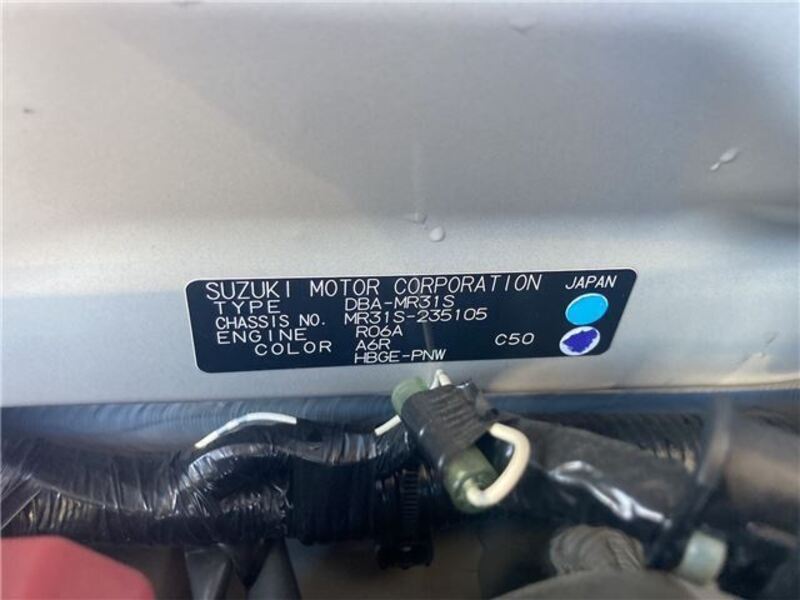 SUZUKI MOTOR CORPORATION JAPAN
TYPE DBA-MR31S
CHASSIS NO. MR31S-235105
ENGINE R06A
COLOR A6R C50
HBGE-PNW